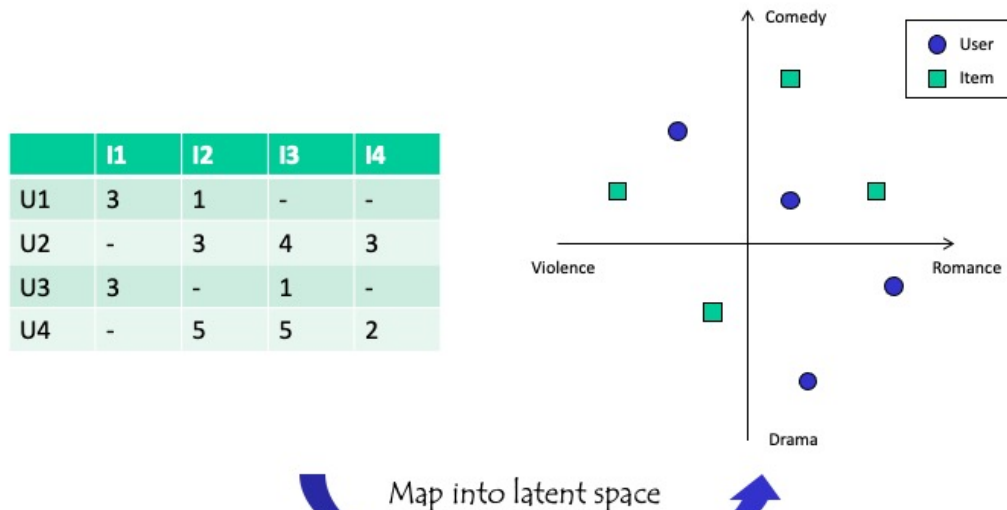 Comedy
User
Item
I1 I2 I3 I4
U1 3 1 - -
U2 - 3 4 3
U3 3 - 1 -
U4 - 5 5 2
Violence
Romance
Drama
Map into latent space